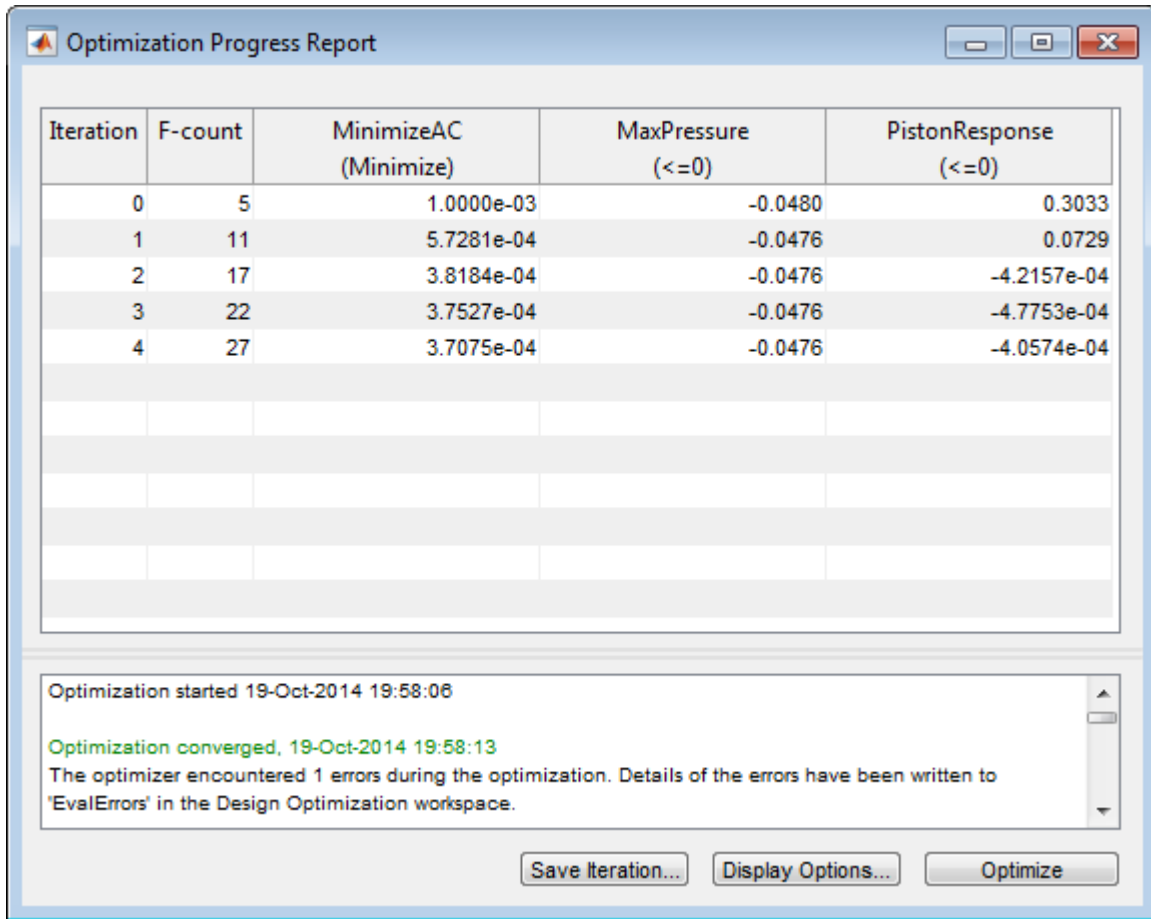 Optimization Progress Report
Iteration F-count MinimizeAC MaxPressure PistonResponse
(Minimize) (<=0) (<=0)
0 5 1.0000e-03 -0.0480 0.3033
1 11 5.7281e-04 -0.0476 0.0729
2 17 3.8184e-04 -0.0476 -4.2157e-04
3 22 3.7527e-04 -0.0476 -4.7753e-04
4 27 3.7075e-04 -0.0476 -4.0574e-04
Optimization started 19-Oct-2014 19:58:06
Optimization converged, 19-Oct-2014 19:58:13
The optimizer encountered 1 errors during the optimization. Details of the errors have been written to
'EvalErrors' in the Design Optimization workspace.
Save Iteration... Display Options... Optimize